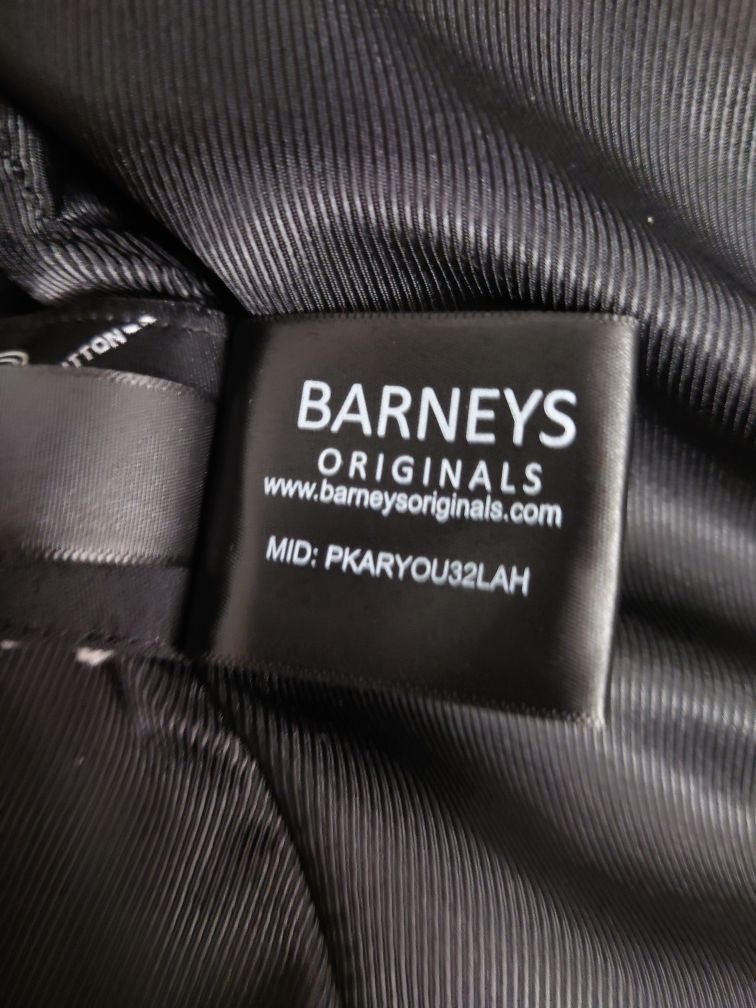 BARNEYS
ORIGINALS
www.barneysoriginals.com
MID: PKARYOU32LAH